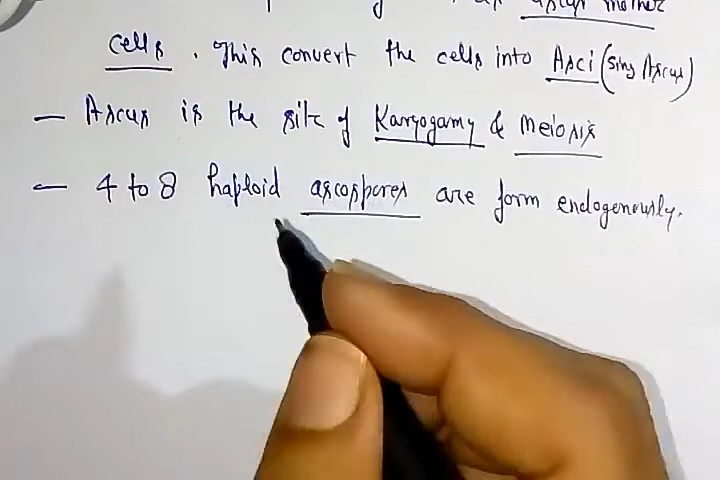 mother
cells . This convert the cells into Asci (sing Ascus)
— Ascus is the site of Karyogamy & Meiosis
— 4 to 8 haploid ascospores are form endogenously.